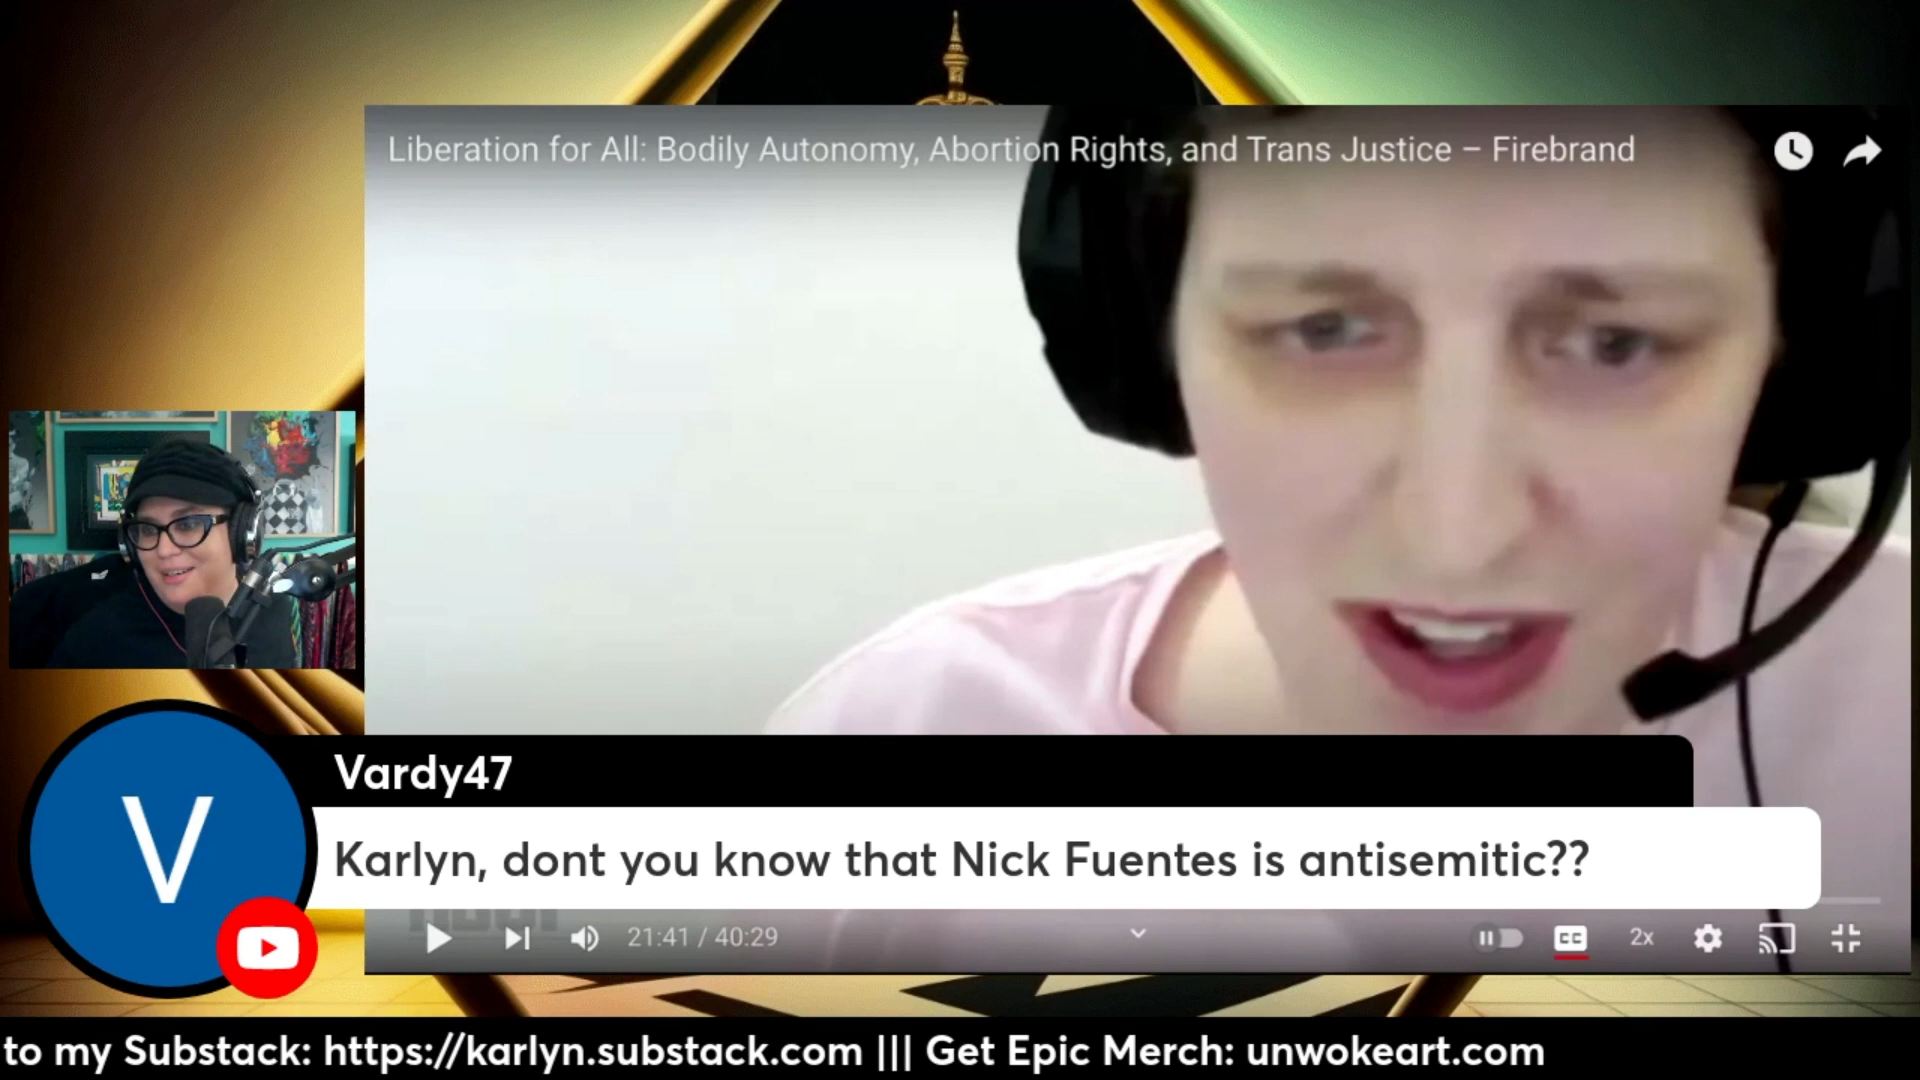 Liberation for All: Bodily Autonomy, Abortion Rights, and Trans Justice – Firebrand
V
Vardy47
Karlyn, dont you know that Nick Fuentes is antisemitic??
21:41 / 40:29
CC
2x
to my Substack: https://karlyn.substack.com ||| Get Epic Merch: unwokeart.com